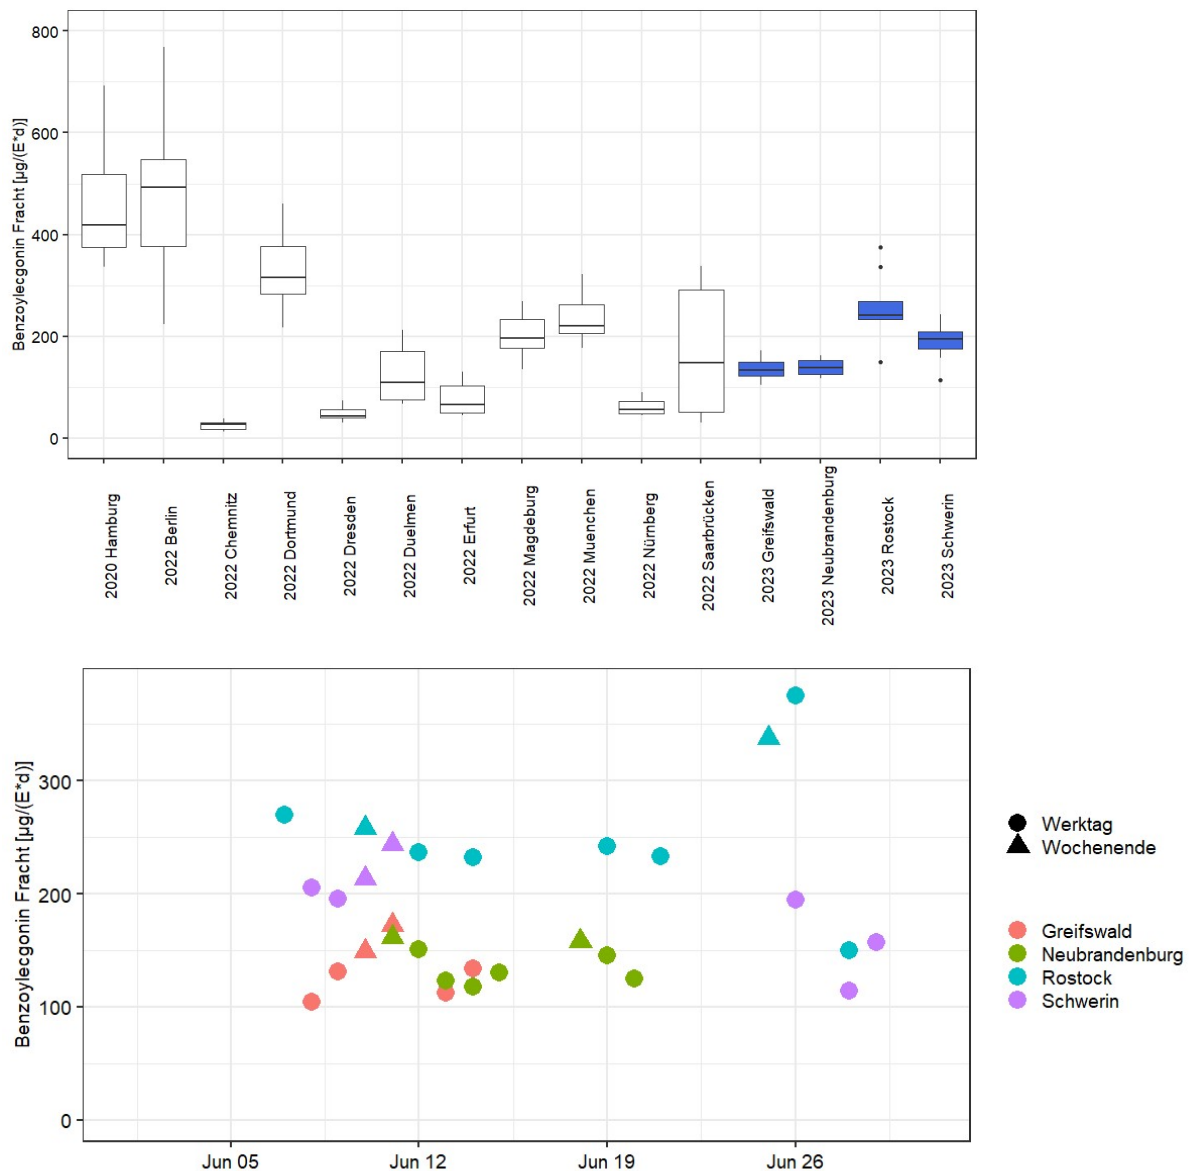 Benzoylecgonin Fracht [µg/(E*d)]
800
600
400
200
0
2020 Hamburg
2022 Berlin
2022 Chemnitz
2022 Dortmund
2022 Dresden
2022 Duelmen
2022 Erfurt
2022 Magdeburg
2022 Muenchen
2022 Nürnberg
2022 Saarbrücken
2023 Greifswald
2023 Neubrandenburg
2023 Rostock
2023 Schwerin
Benzoylecgonin Fracht [µg/(E*d)]
300
200
100
0
Jun 05
Jun 12
Jun 19
Jun 26
Werktag
Wochenende
Greifswald
Neubrandenburg
Rostock
Schwerin